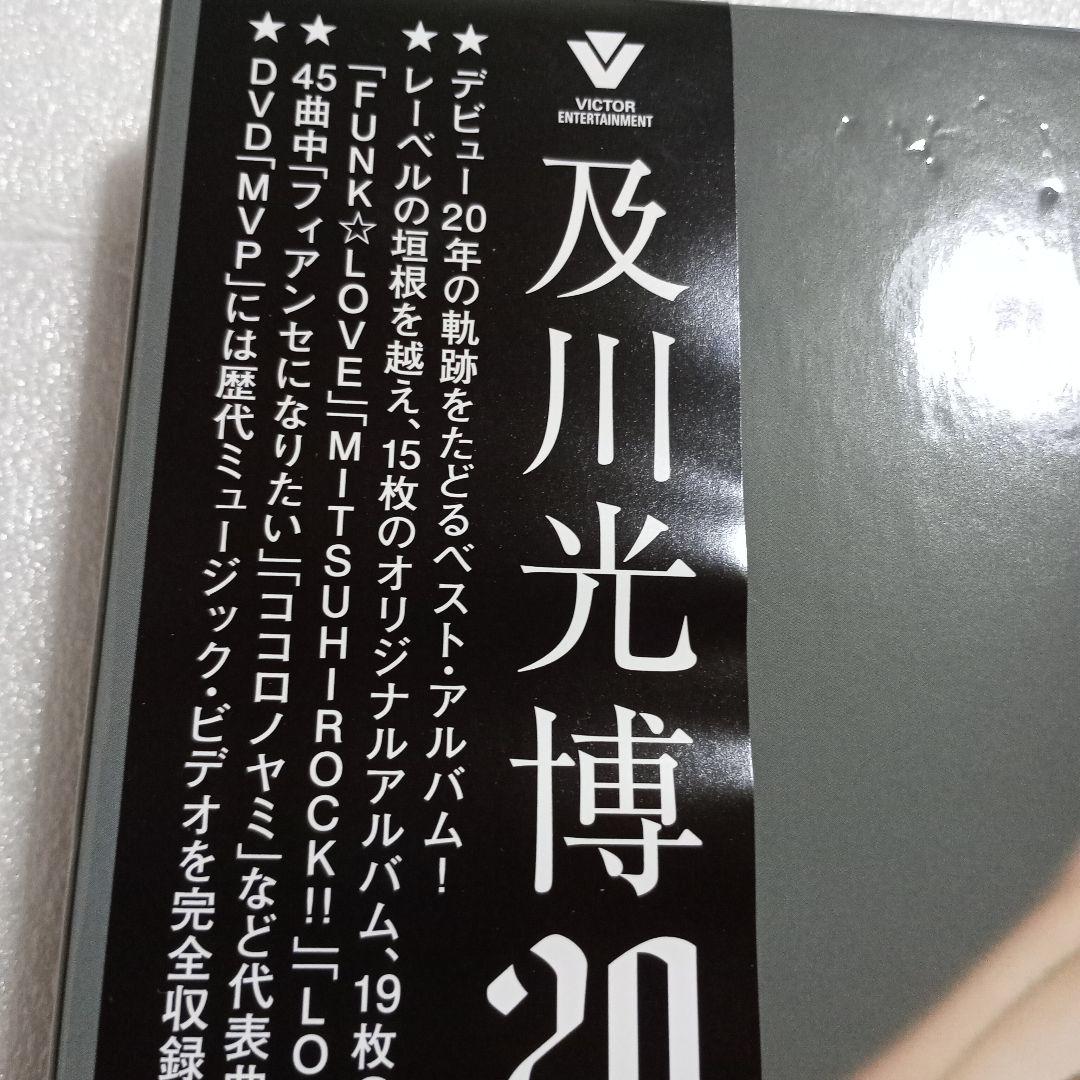 VICTOR
ENTERTAINMENT
及川光博
20
★デビュー20年の軌跡をたどるベスト・アルバム!
★レーベルの垣根を越え、15枚のオリジナルアルバム、19枚の
「FUNK☆LOVE」「MITSUHIROCK!!」「LO
★45曲中「フィアンセになりたい」「ココロノヤミ」など代表曲
★DVD「MVP」には歴代ミュージック・ビデオを完全収録